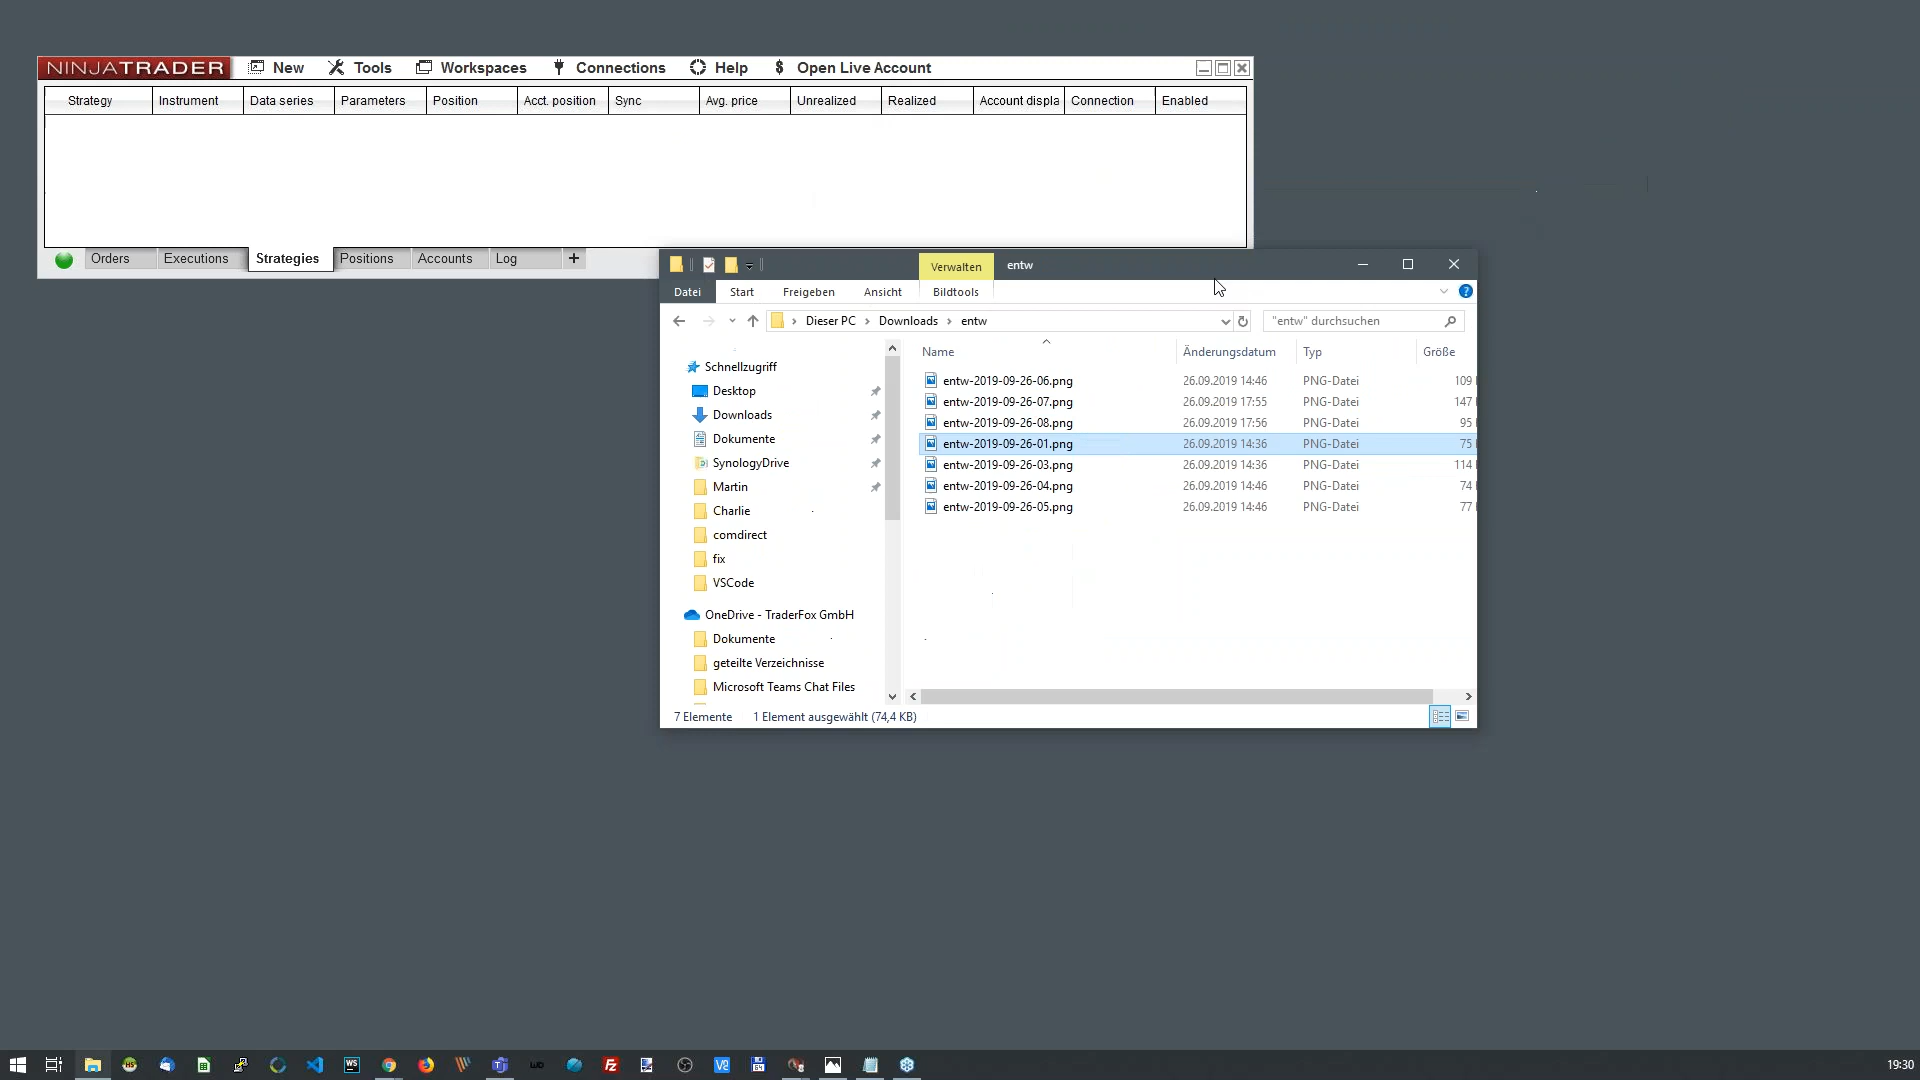 NINJATRADER New Tools Workspaces Connections Help $ Open Live Account
Strategy Instrument Data series Parameters Position Acct. position Sync Avg. price Unrealized Realized Account displa Connection Enabled
Orders Executions Strategies Positions Accounts Log +
Verwalten entw
Datei Start Freigeben Ansicht Bildtools
Dieser PC > Downloads > entw
"entw" durchsuchen
Schnellzugriff
Desktop
Downloads
Dokumente
SynologyDrive
Martin
Charlie
comdirect
fix
VSCode
OneDrive - TraderFox GmbH
Dokumente
geteilte Verzeichnisse
Microsoft Teams Chat Files
Name Änderungsdatum Typ Größe
entw-2019-09-26-06.png 26.09.2019 14:46 PNG-Datei 109
entw-2019-09-26-07.png 26.09.2019 17:55 PNG-Datei 147
entw-2019-09-26-08.png 26.09.2019 17:56 PNG-Datei 95
entw-2019-09-26-01.png 26.09.2019 14:36 PNG-Datei 75
entw-2019-09-26-03.png 26.09.2019 14:36 PNG-Datei 114
entw-2019-09-26-04.png 26.09.2019 14:46 PNG-Datei 74
entw-2019-09-26-05.png 26.09.2019 14:46 PNG-Datei 77
7 Elemente 1 Element ausgewählt (74,4 KB)
19:30